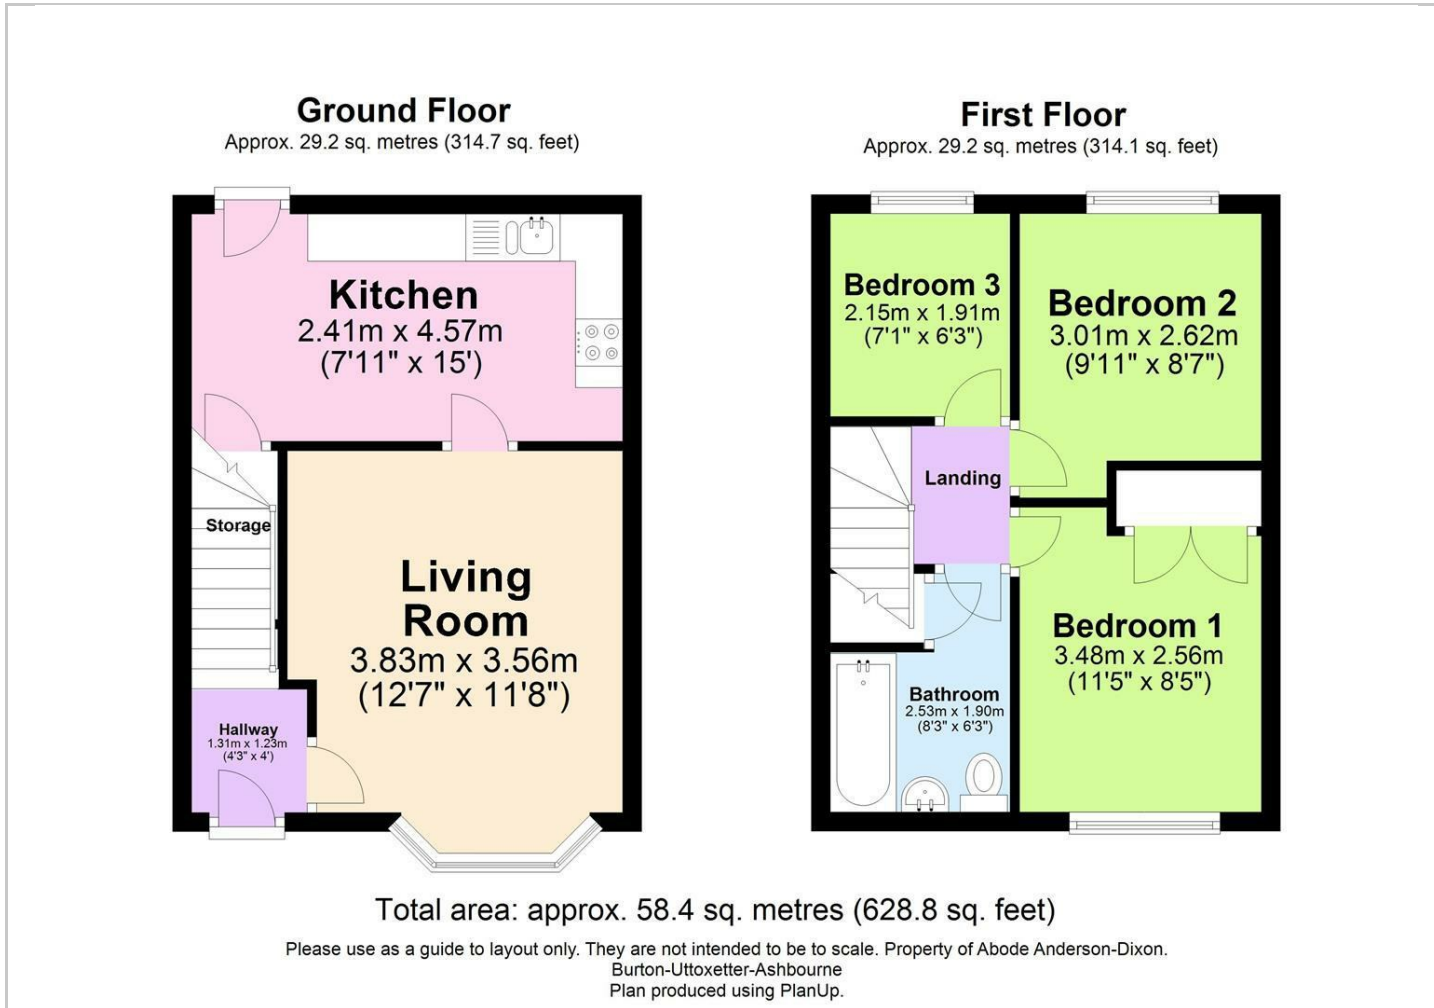 Ground Floor
Approx. 29.2 sq. metres (314.7 sq. feet)
Kitchen
2.41m x 4.57m
(7'11" x 15')
Storage
Living
Room
3.83m x 3.56m
(12'7" x 11'8")
Hallway
1.31m x 1.23m
(4'3" x 4')
First Floor
Approx. 29.2 sq. metres (314.1 sq. feet)
Bedroom 3
2.15m x 1.91m
(7'1" x 6'3")
Bedroom 2
3.01m x 2.62m
(9'11" x 8'7")
Landing
Bedroom 1
3.48m x 2.56m
(11'5" x 8'5")
Bathroom
2.53m x 1.90m
(8'3" x 6'3")
Total area: approx. 58.4 sq. metres (628.8 sq. feet)
Please use as a guide to layout only. They are not intended to be to scale. Property of Abode Anderson-Dixon.
Burton-Uttoxetter-Ashbourne
Plan produced using PlanUp.